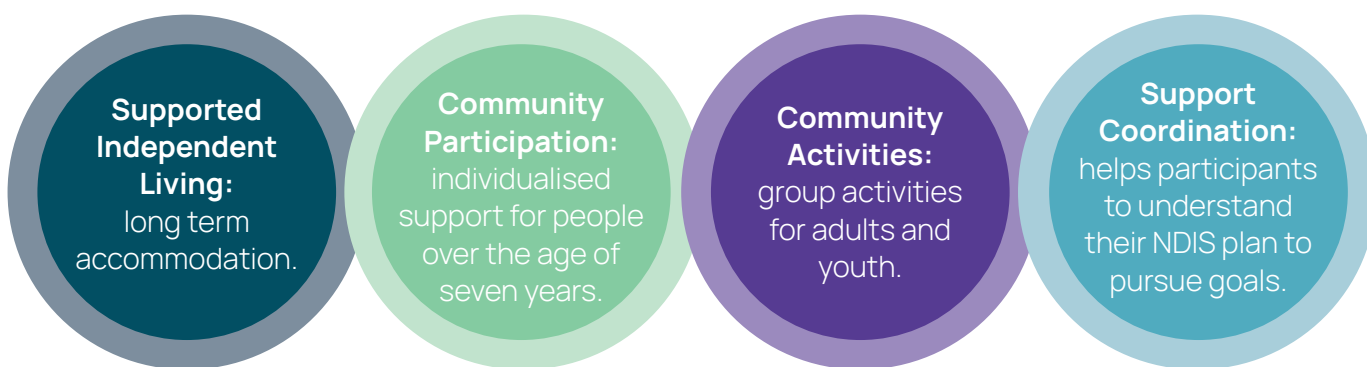 Supported
Independent
Living:
long term
accommodation.
Community
Participation:
individualised
support for people
over the age of
seven years.
Community
Activities:
group activities
for adults and
youth.
Support
Coordination:
helps participants
to understand
their NDIS plan to
pursue goals.